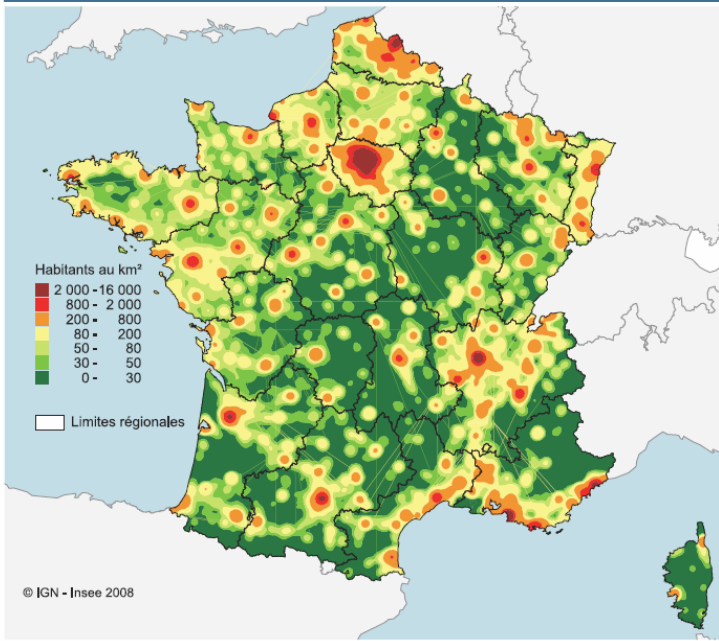 Habitants au km²
2 000 -16 000
800 - 2 000
200 - 800
80 - 200
50 - 80
30 - 50
0 - 30
Limites régionales
© IGN - Insee 2008